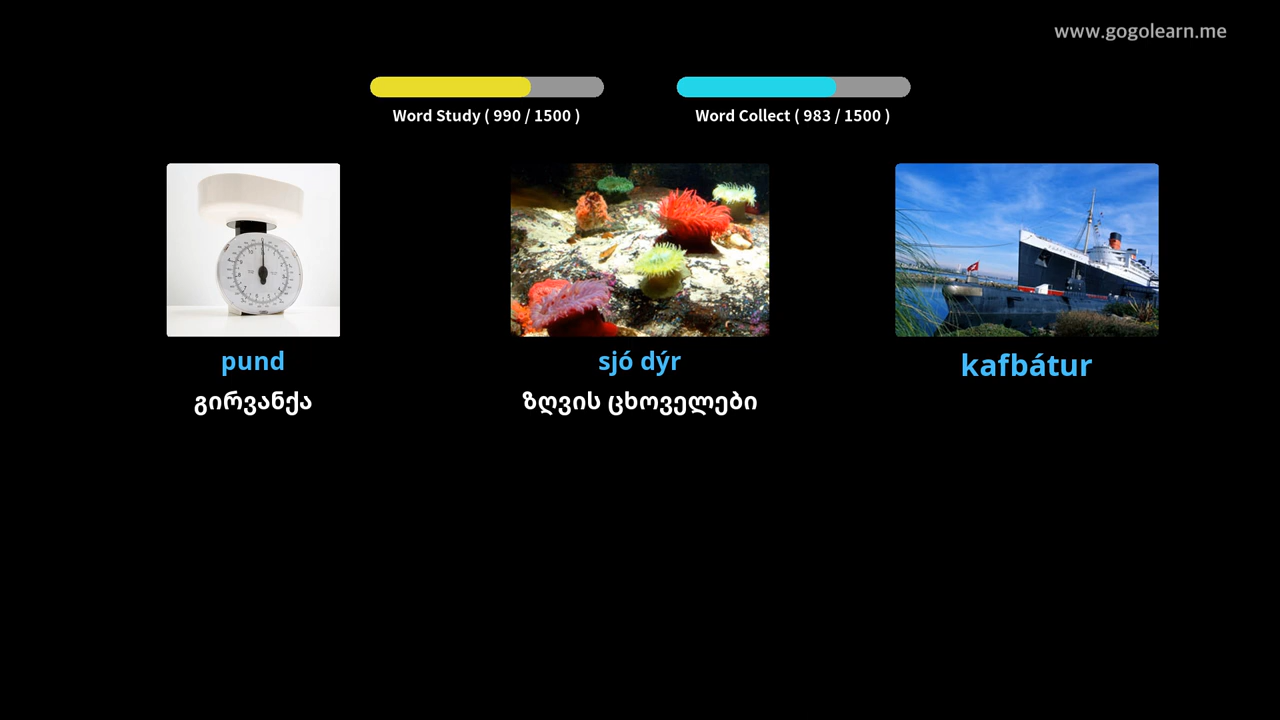 www.gogolearn.me
Word Study ( 990 / 1500 )
Word Collect ( 983 / 1500 )
pund
sjó dýr
kafbátur
გირვანქა
ზღვის ცხოველები